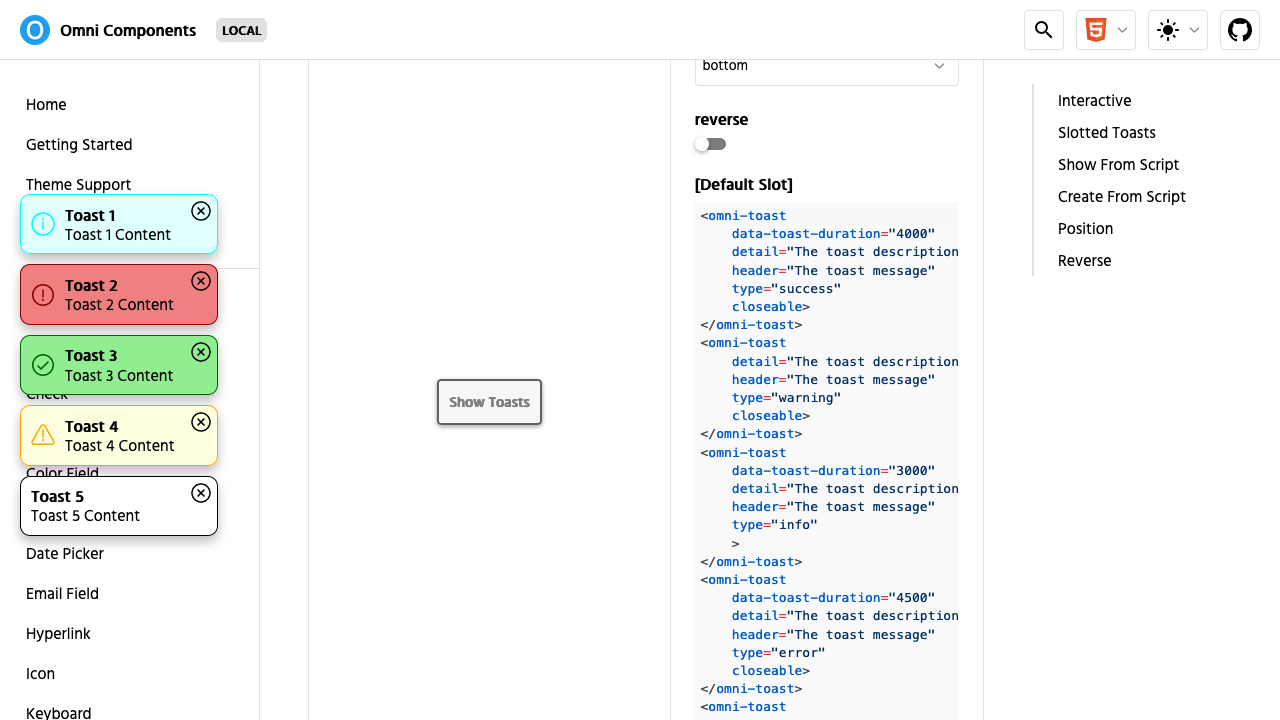 Omni Components
LOCAL
Home
Getting Started
Theme Support
Toast 1
Toast 1 Content
Toast 2
Toast 2 Content
Toast 3
Toast 3 Content
Check
Toast 4
Toast 4 Content
Color Field
Toast 5
Toast 5 Content
Date Picker
Email Field
Hyperlink
Icon
Keyboard
Show Toasts
bottom
reverse
[Default Slot]
<omni-toast
data-toast-duration="4000"
detail="The toast description
header="The toast message"
type="success"
closeable>
</omni-toast>
<omni-toast
detail="The toast description
header="The toast message"
type="warning"
closeable>
</omni-toast>
<omni-toast
data-toast-duration="3000"
detail="The toast description
header="The toast message"
type="info"
>
</omni-toast>
<omni-toast
data-toast-duration="4500"
detail="The toast description
header="The toast message"
type="error"
closeable>
</omni-toast>
<omni-toast
Interactive
Slotted Toasts
Show From Script
Create From Script
Position
Reverse